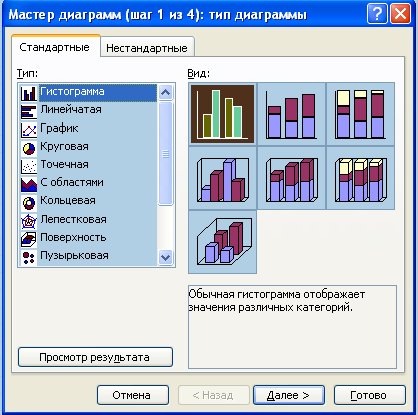 Мастер диаграмм (шаг 1 из 4): тип диаграммы
Стандартные
Нестандартные
Тип:
Гистограмма
Линейчатая
График
Круговая
Точечная
С областями
Кольцевая
Лепестковая
Поверхность
Пузырьковая
Вид:
Обычная гистограмма отображает
значения различных категорий.
Просмотр результата
Отмена
< Назад
Далее >
Готово